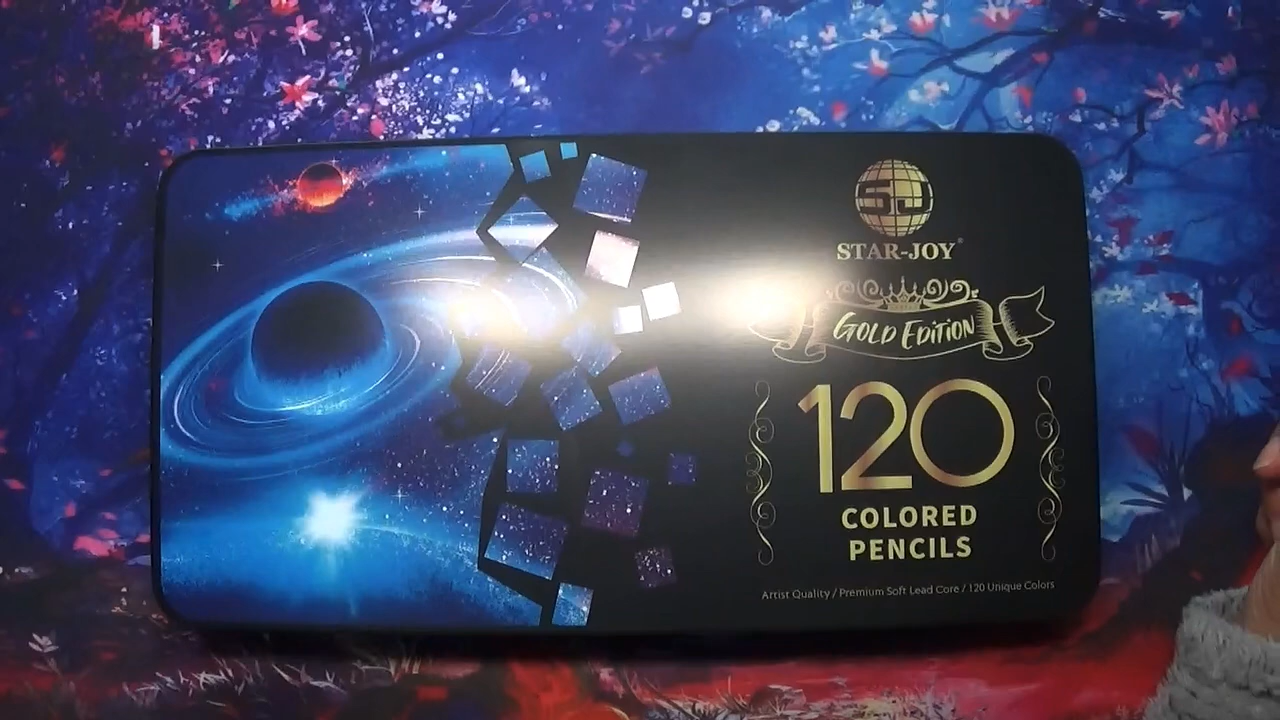 SJ
STAR-JOY®
GOLD EDITION
120
COLORED
PENCILS
Artist Quality / Premium Soft Lead Core / 120 Unique Colors